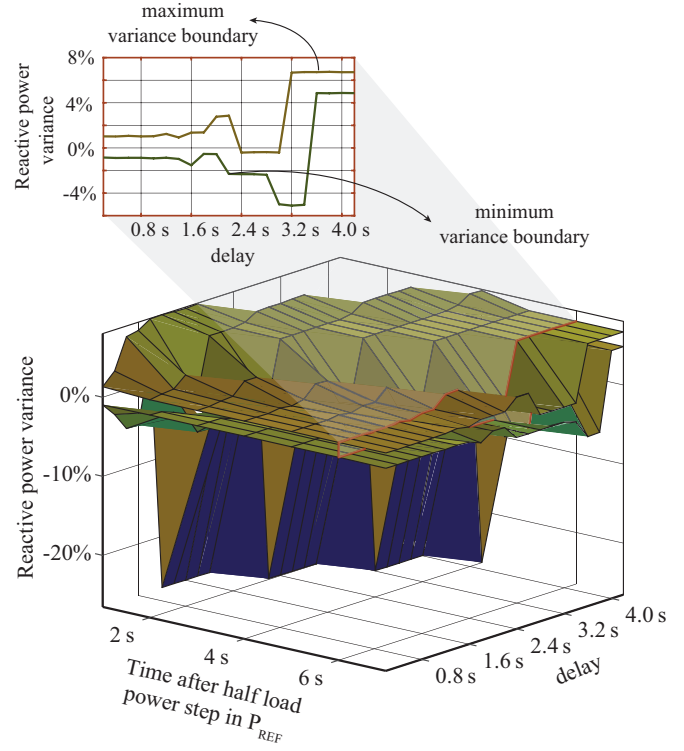 maximum
variance boundary
Reactive power
variance
8%
4%
0%
-4%
0.8 s 1.6 s 2.4 s 3.2 s 4.0 s
delay
minimum
variance boundary
Reactive power variance
0%
-10%
-20%
2 s
4 s
6 s
Time after half load
power step in P_REF
0.8 s
1.6 s
2.4 s
3.2 s
4.0 s
delay